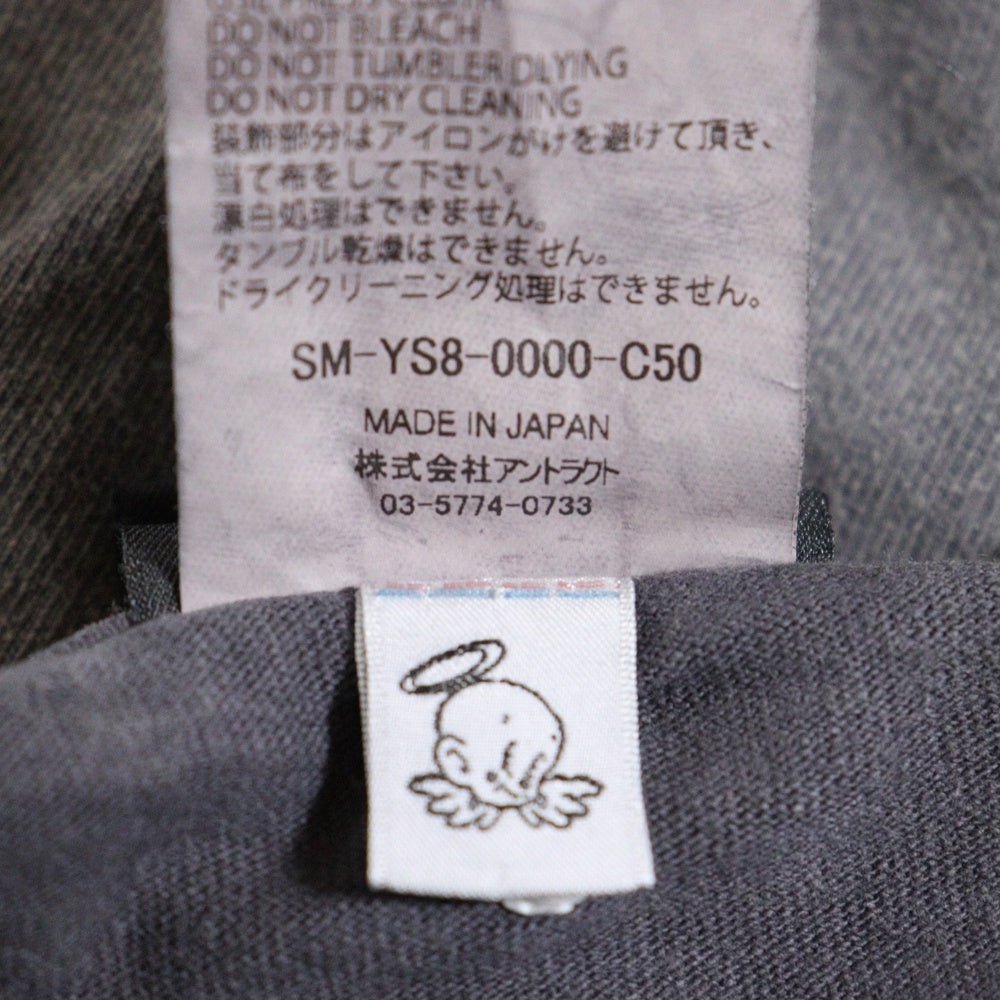 USE PRESS CLOTH
DO NOT BLEACH
DO NOT TUMBLER DLYING
DO NOT DRY CLEANING
装飾部分はアイロンがけを避けて頂き、
当て布をして下さい。
漂白処理はできません。
タンブル乾燥はできません。
ドライクリーニング処理はできません。
SM-YS8-0000-C50
MADE IN JAPAN
株式会社アントラクト
03-5774-0733